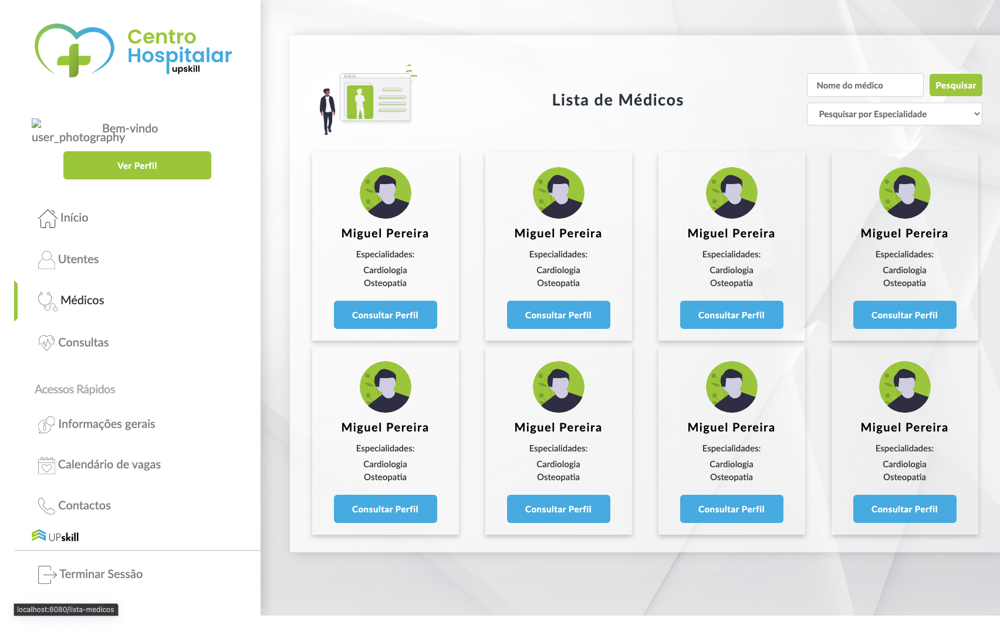 Centro
Hospitalar
upskill
user_photography
Bem-vindo
Ver Perfil
Início
Utentes
Médicos
Consultas
Acessos Rápidos
Informações gerais
Calendário de vagas
Contactos
UPskill
Terminar Sessão
localhost:8080/lista-medicos
Lista de Médicos
Nome do médico
Pesquisar
Pesquisar por Especialidade
Miguel Pereira
Especialidades:
Cardiologia
Osteopatia
Consultar Perfil
Miguel Pereira
Especialidades:
Cardiologia
Osteopatia
Consultar Perfil
Miguel Pereira
Especialidades:
Cardiologia
Osteopatia
Consultar Perfil
Miguel Pereira
Especialidades:
Cardiologia
Osteopatia
Consultar Perfil
Miguel Pereira
Especialidades:
Cardiologia
Osteopatia
Consultar Perfil
Miguel Pereira
Especialidades:
Cardiologia
Osteopatia
Consultar Perfil
Miguel Pereira
Especialidades:
Cardiologia
Osteopatia
Consultar Perfil
Miguel Pereira
Especialidades:
Cardiologia
Osteopatia
Consultar Perfil